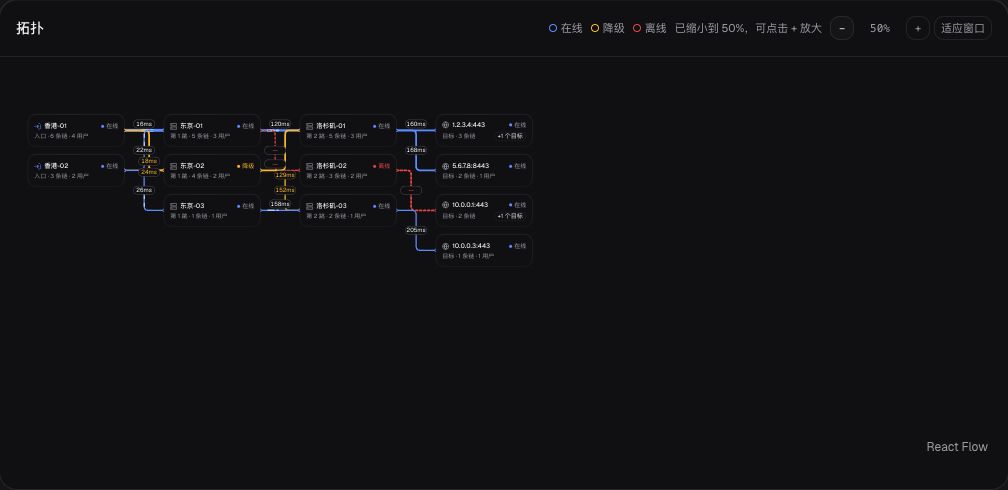 拓扑
在线 降级 离线 已缩小到 50%，可点击 + 放大 − 50% + 适应窗口
香港-01 在线
入口 · 6 条链 · 4 用户
香港-02 在线
入口 · 3 条链 · 2 用户
16ms
22ms
18ms
24ms
26ms
东京-01 在线
第 1 跳 · 5 条链 · 3 用户
东京-02 降级
第 1 跳 · 4 条链 · 2 用户
东京-03 在线
第 1 跳 · 1 条链 · 1 用户
120ms
—
—
129ms
152ms
158ms
洛杉矶-01 在线
第 2 跳 · 5 条链 · 3 用户
洛杉矶-02 离线
第 2 跳 · 3 条链 · 2 用户
洛杉矶-03 在线
第 2 跳 · 2 条链 · 1 用户
160ms
168ms
—
205ms
1.2.3.4:443 在线
目标 · 3 条链 +1 个目标
5.6.7.8:8443 在线
目标 · 2 条链 · 1 用户
10.0.0.1:443 在线
目标 · 2 条链 +1 个目标
10.0.0.3:443 在线
目标 · 1 条链 · 1 用户
React Flow